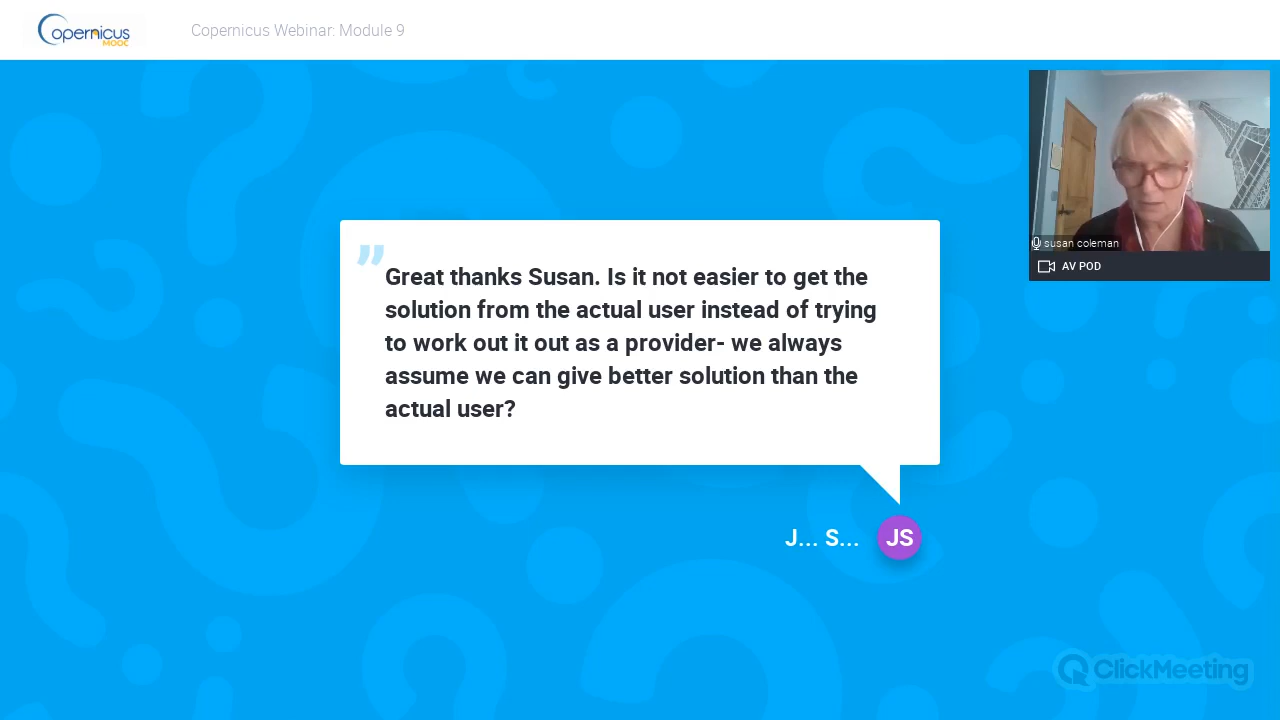 Copernicus
MOOC
Copernicus Webinar: Module 9
susan coleman
AV POD
Great thanks Susan. Is it not easier to get the
solution from the actual user instead of trying
to work out it out as a provider- we always
assume we can give better solution than the
actual user?
J... S...
JS
ClickMeeting